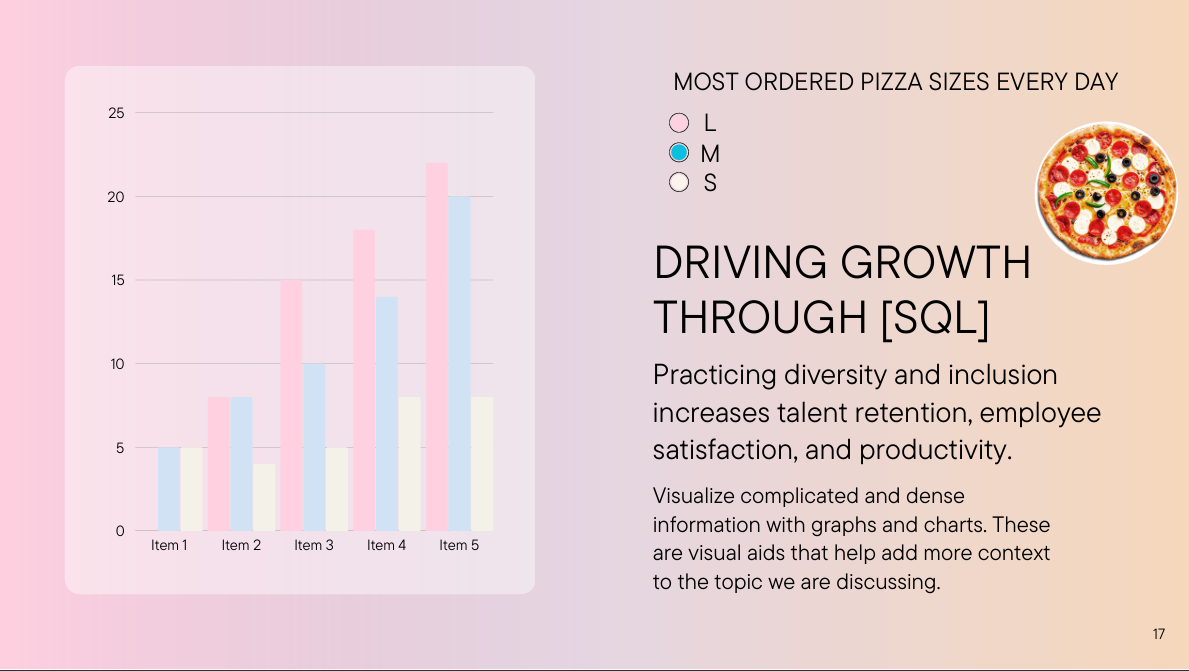 25
20
15
10
5
0
Item 1 Item 2 Item 3 Item 4 Item 5
MOST ORDERED PIZZA SIZES EVERY DAY
L
M
S
DRIVING GROWTH
THROUGH [SQL]
Practicing diversity and inclusion
increases talent retention, employee
satisfaction, and productivity.
Visualize complicated and dense
information with graphs and charts. These
are visual aids that help add more context
to the topic we are discussing.
17